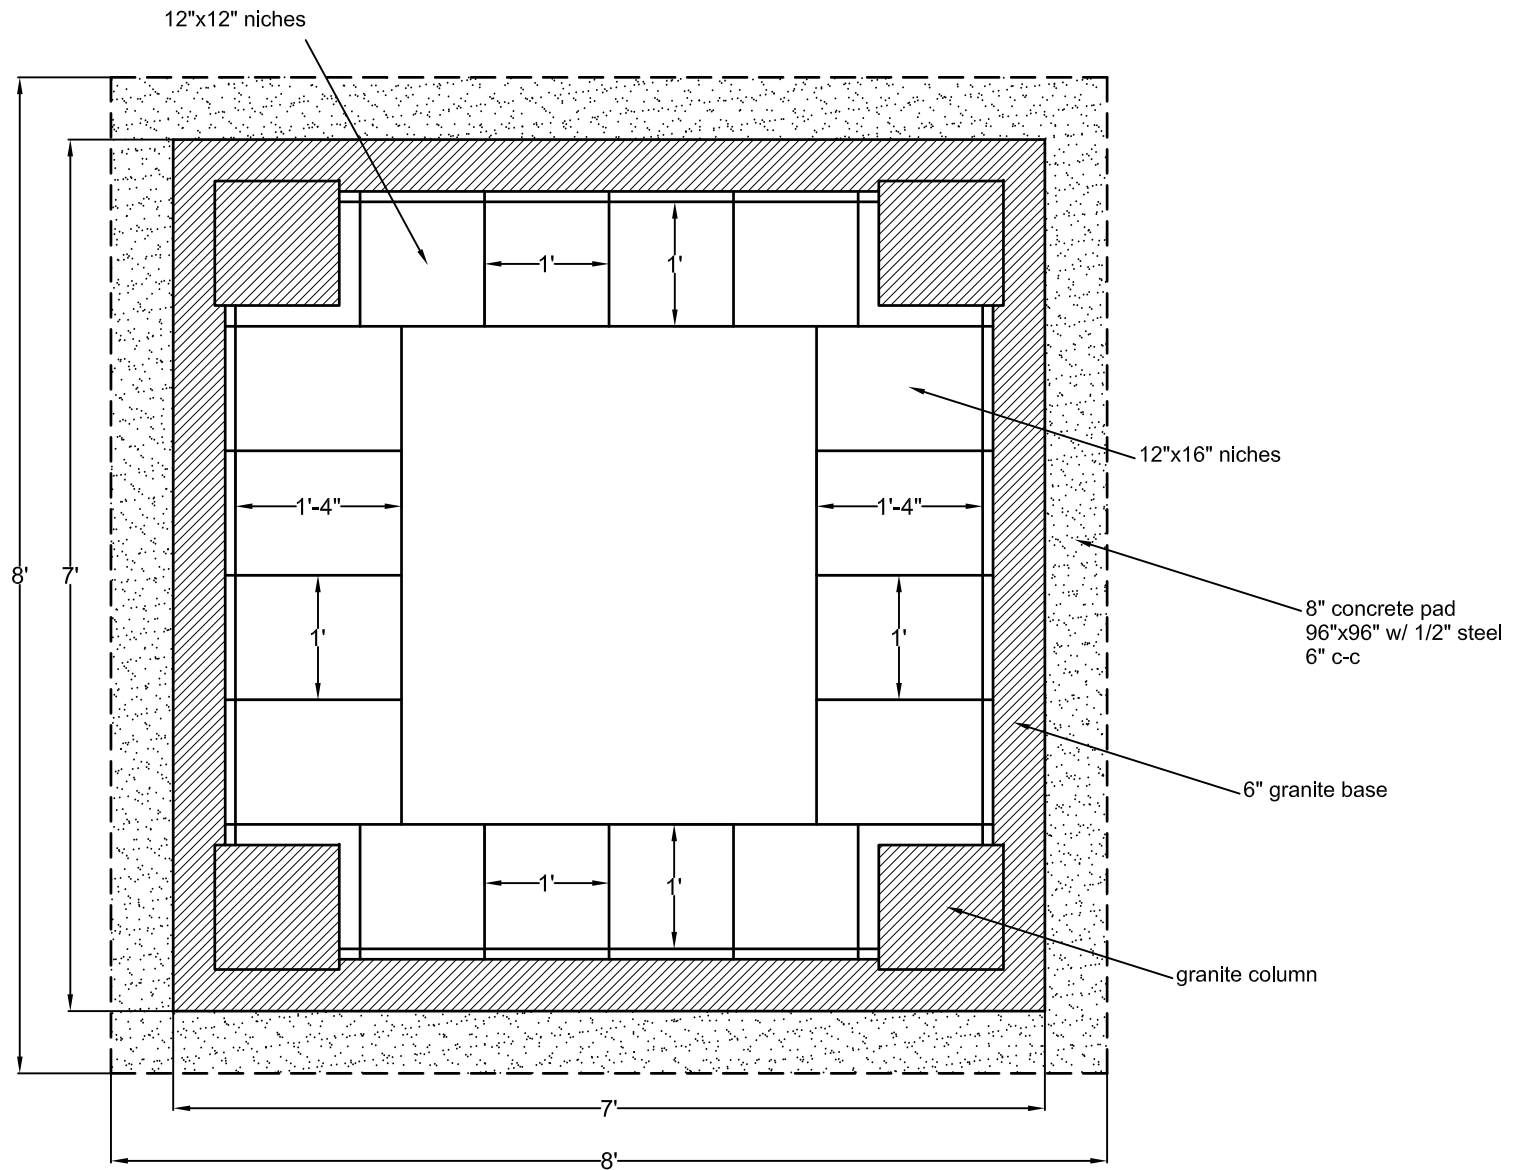 12"x12" niches
1'
1'
12"x16" niches
1'-4"
1'-4"
8'
7'
1'
1'
8" concrete pad
96"x96" w/ 1/2" steel
6" c-c
6" granite base
1'
1'
granite column
7'
8'